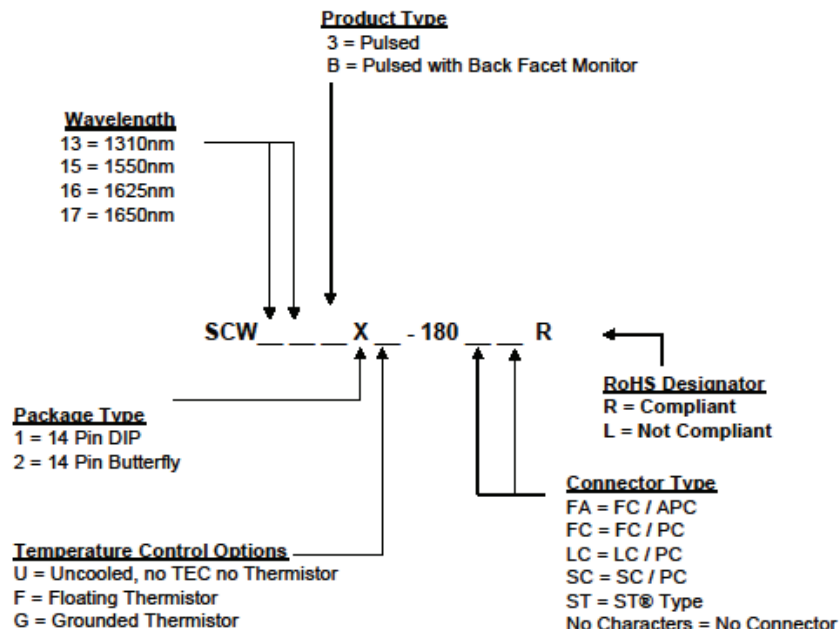 Product Type
3 = Pulsed
B = Pulsed with Back Facet Monitor
Wavelength
13 = 1310nm
15 = 1550nm
16 = 1625nm
17 = 1650nm
SCW_ _ _ X_ - 180_ _ R
RoHS Designator
R = Compliant
L = Not Compliant
Package Type
1 = 14 Pin DIP
2 = 14 Pin Butterfly
Connector Type
FA = FC / APC
FC = FC / PC
LC = LC / PC
SC = SC / PC
ST = ST® Type
No Characters = No Connector
Temperature Control Options
U = Uncooled, no TEC no Thermistor
F = Floating Thermistor
G = Grounded Thermistor